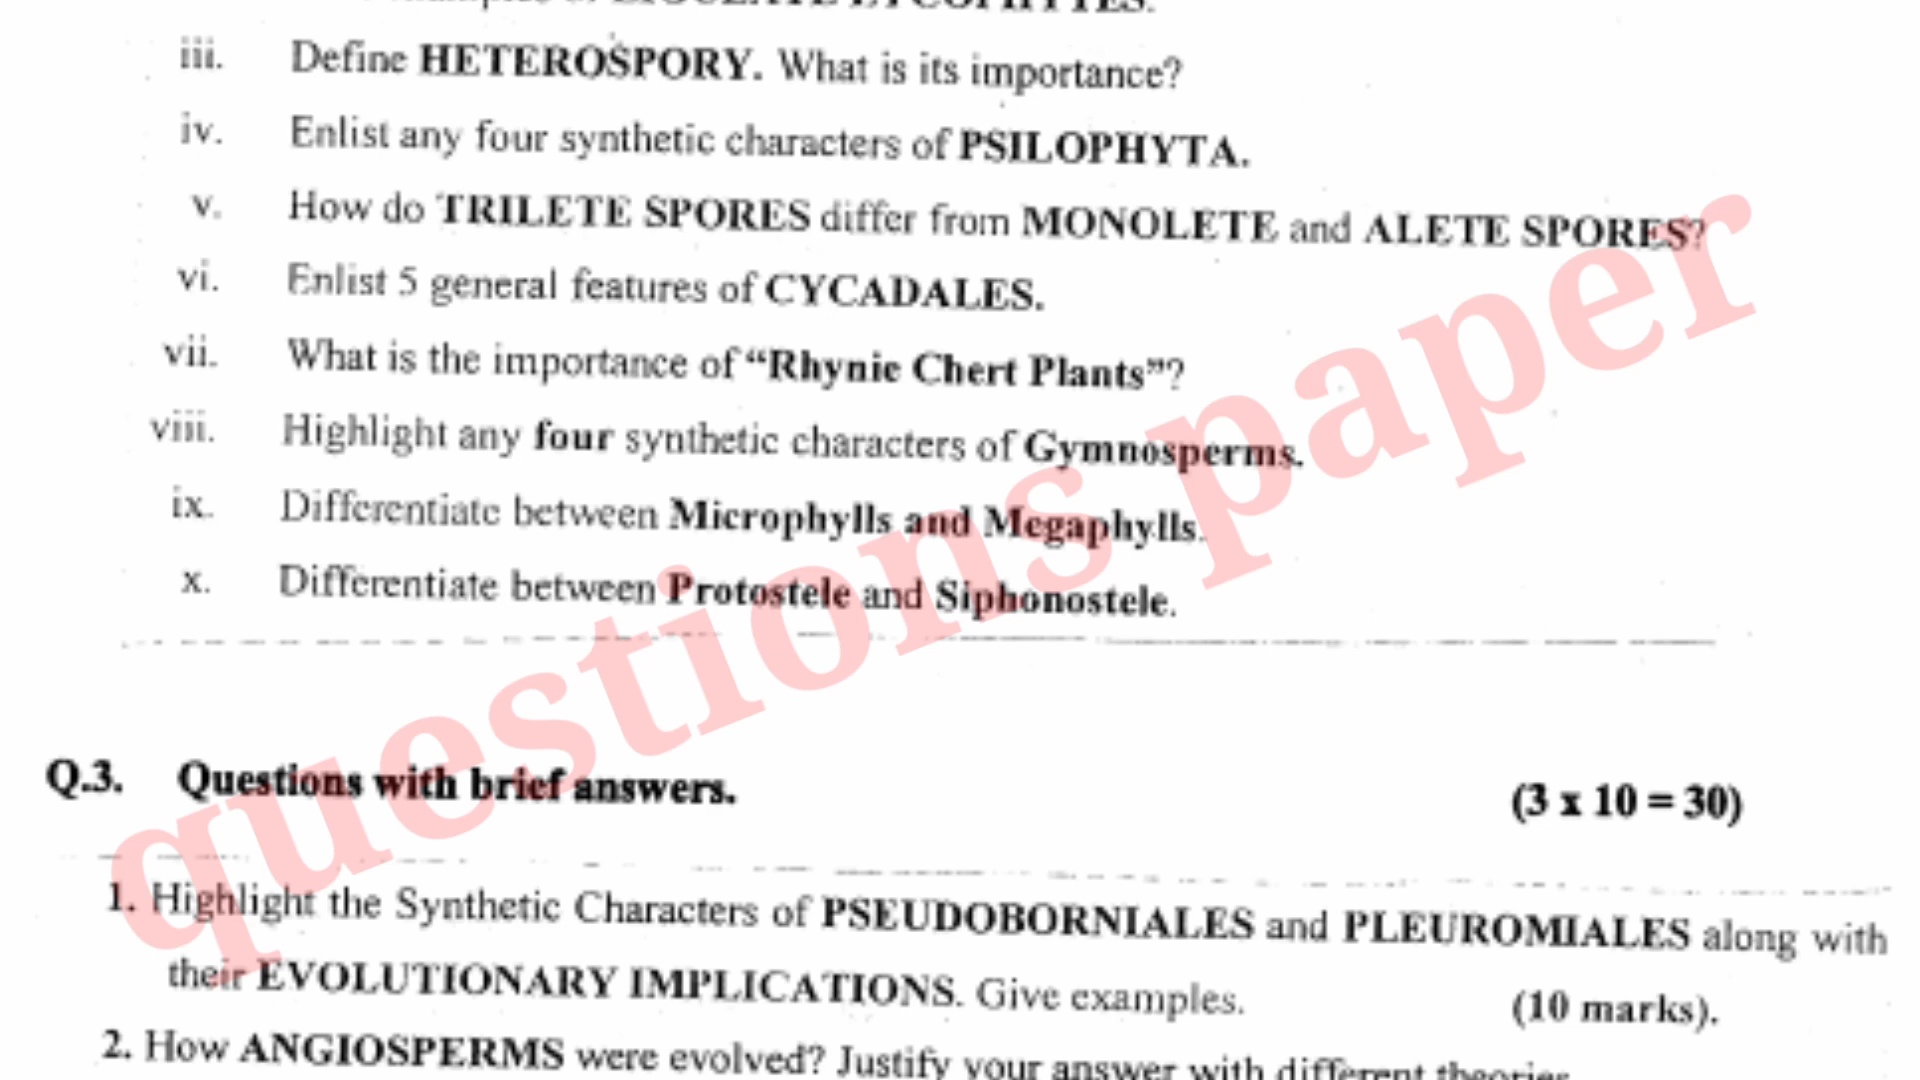 LIGULATE LYCOPHYTES.
iii. Define HETEROSPORY. What is its importance?
iv. Enlist any four synthetic characters of PSILOPHYTA.
v. How do TRILETE SPORES differ from MONOLETE and ALETE SPORES?
vi. Enlist 5 general features of CYCADALES.
vii. What is the importance of “Rhynie Chert Plants”?
viii. Highlight any four synthetic characters of Gymnosperms.
ix. Differentiate between Microphylls and Megaphylls.
x. Differentiate between Protostele and Siphonostele.
questions paper
Q.3. Questions with brief answers. (3 x 10 = 30)
1. Highlight the Synthetic Characters of PSEUDOBORNIALES and PLEUROMIALES along with
their EVOLUTIONARY IMPLICATIONS. Give examples. (10 marks).
2. How ANGIOSPERMS were evolved? Justify your answer with different theories